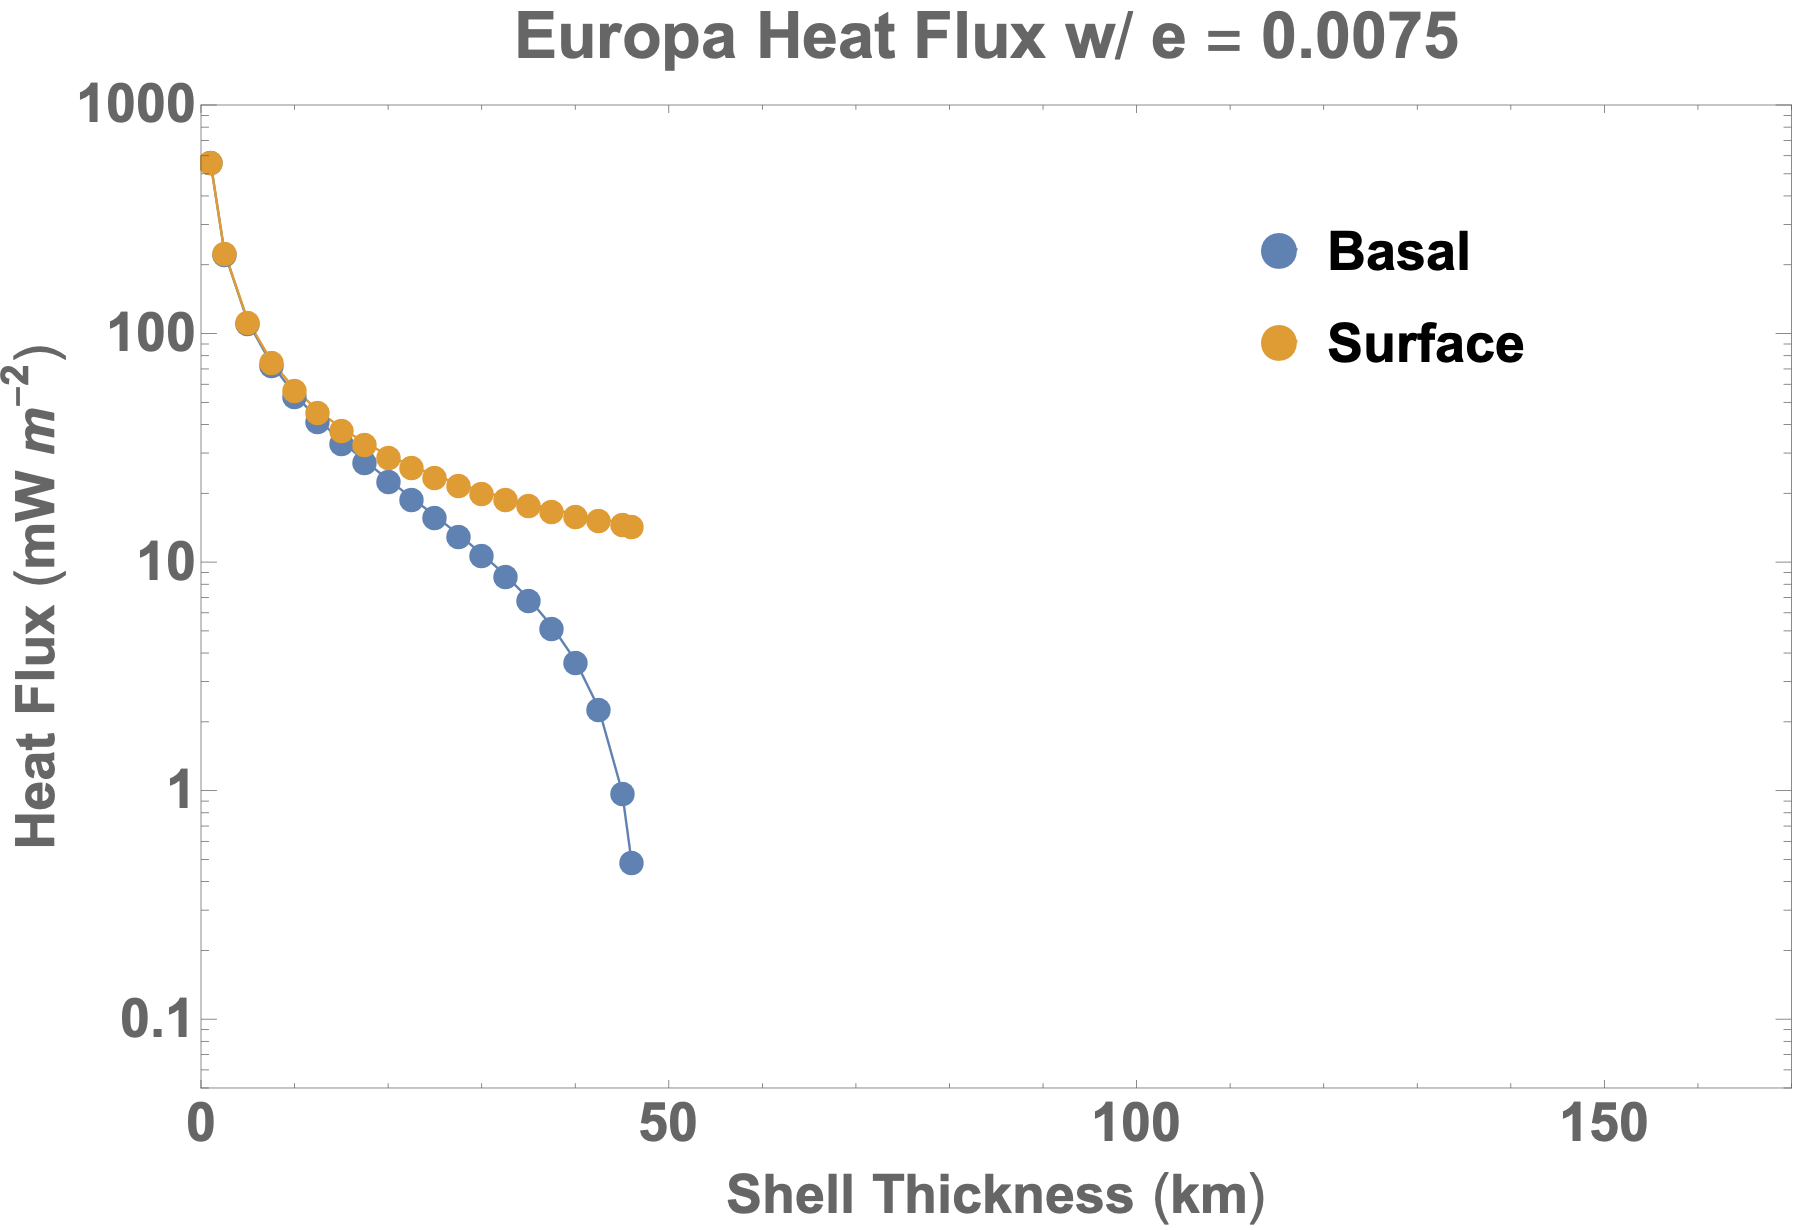 Europa Heat Flux w/ e = 0.0075
1000
100
10
1
0.1
Heat Flux (mW m⁻²)
Basal
Surface
0 50 100 150
Shell Thickness (km)